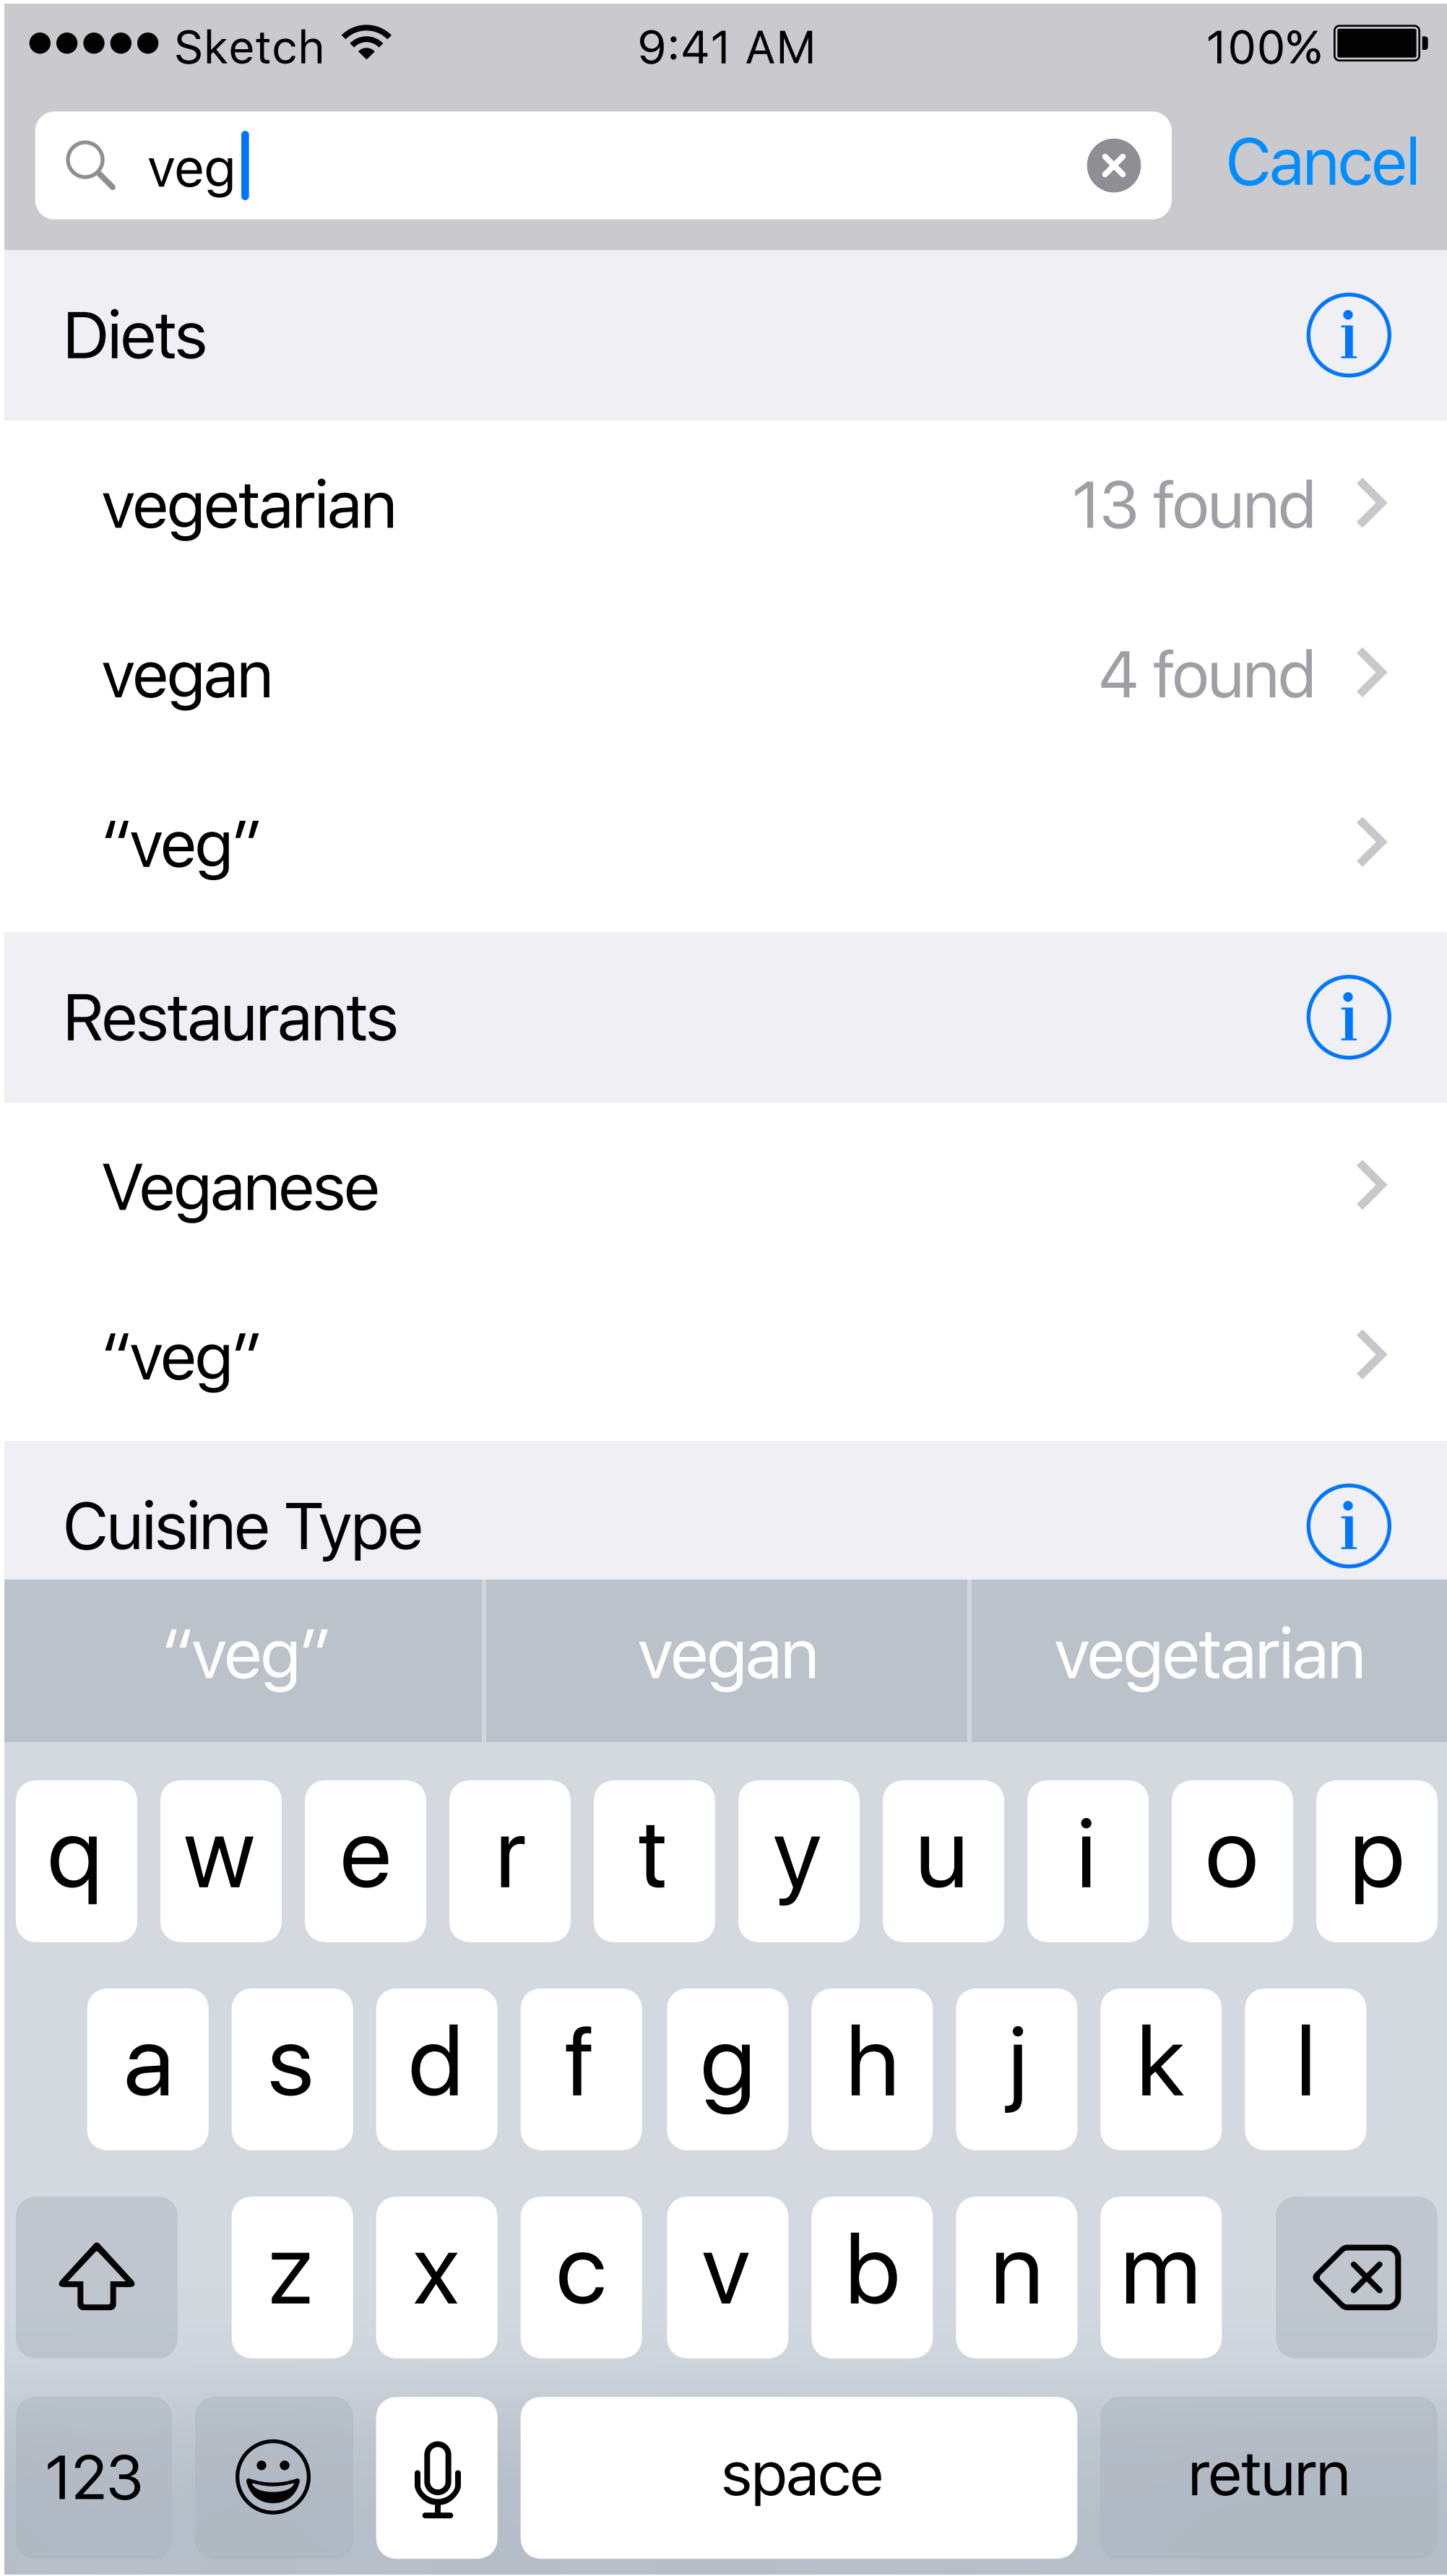 Sketch 9:41 AM 100%
veg Cancel
Diets
vegetarian 13 found
vegan 4 found
“veg”
Restaurants
Veganese
“veg”
Cuisine Type
“veg” vegan vegetarian
q w e r t y u i o p
a s d f g h j k l
z x c v b n m
123 space return